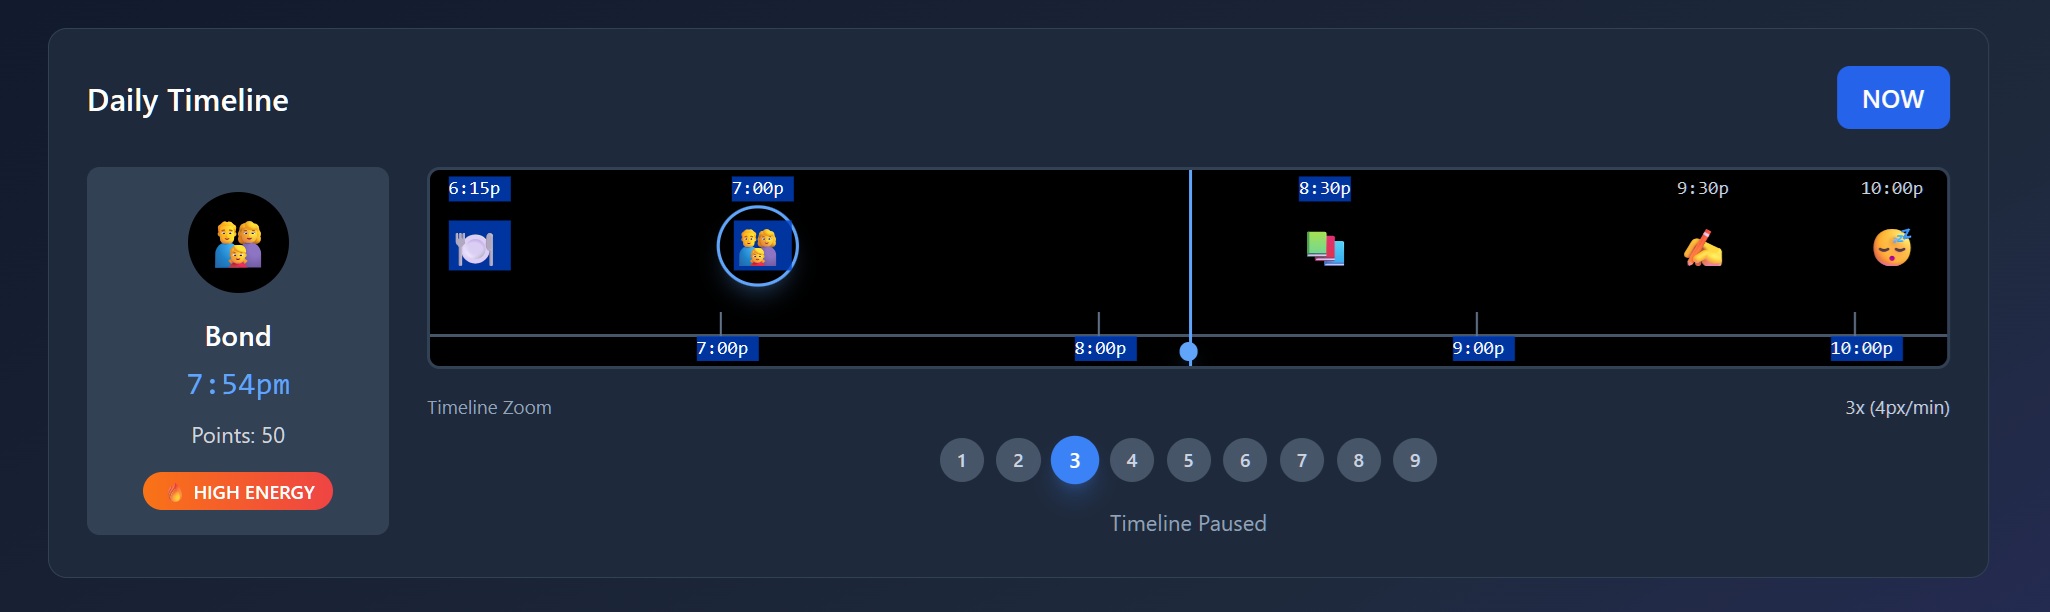 Daily Timeline
NOW
Bond
7:54pm
Points: 50
HIGH ENERGY
6:15p 7:00p 8:30p 9:30p 10:00p
7:00p 8:00p 9:00p 10:00p
Timeline Zoom
3x (4px/min)
1 2 3 4 5 6 7 8 9
Timeline Paused